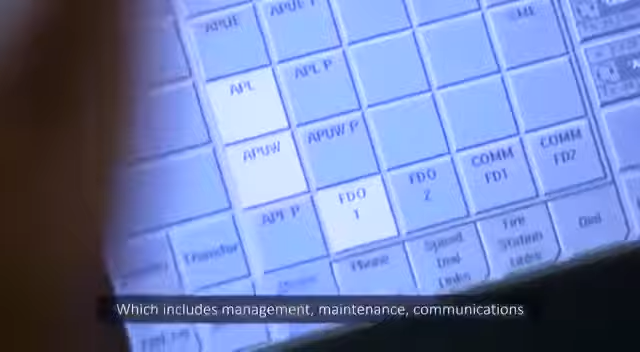 APUE
APL
APL P
APUW
APUW P
APF P
FDO
1
FDO
2
COMM
FD1
COMM
FD2
Transfer
Phone
Speed
Dial
Links
Fire
Station
Links
Dial
Which includes management, maintenance, communications